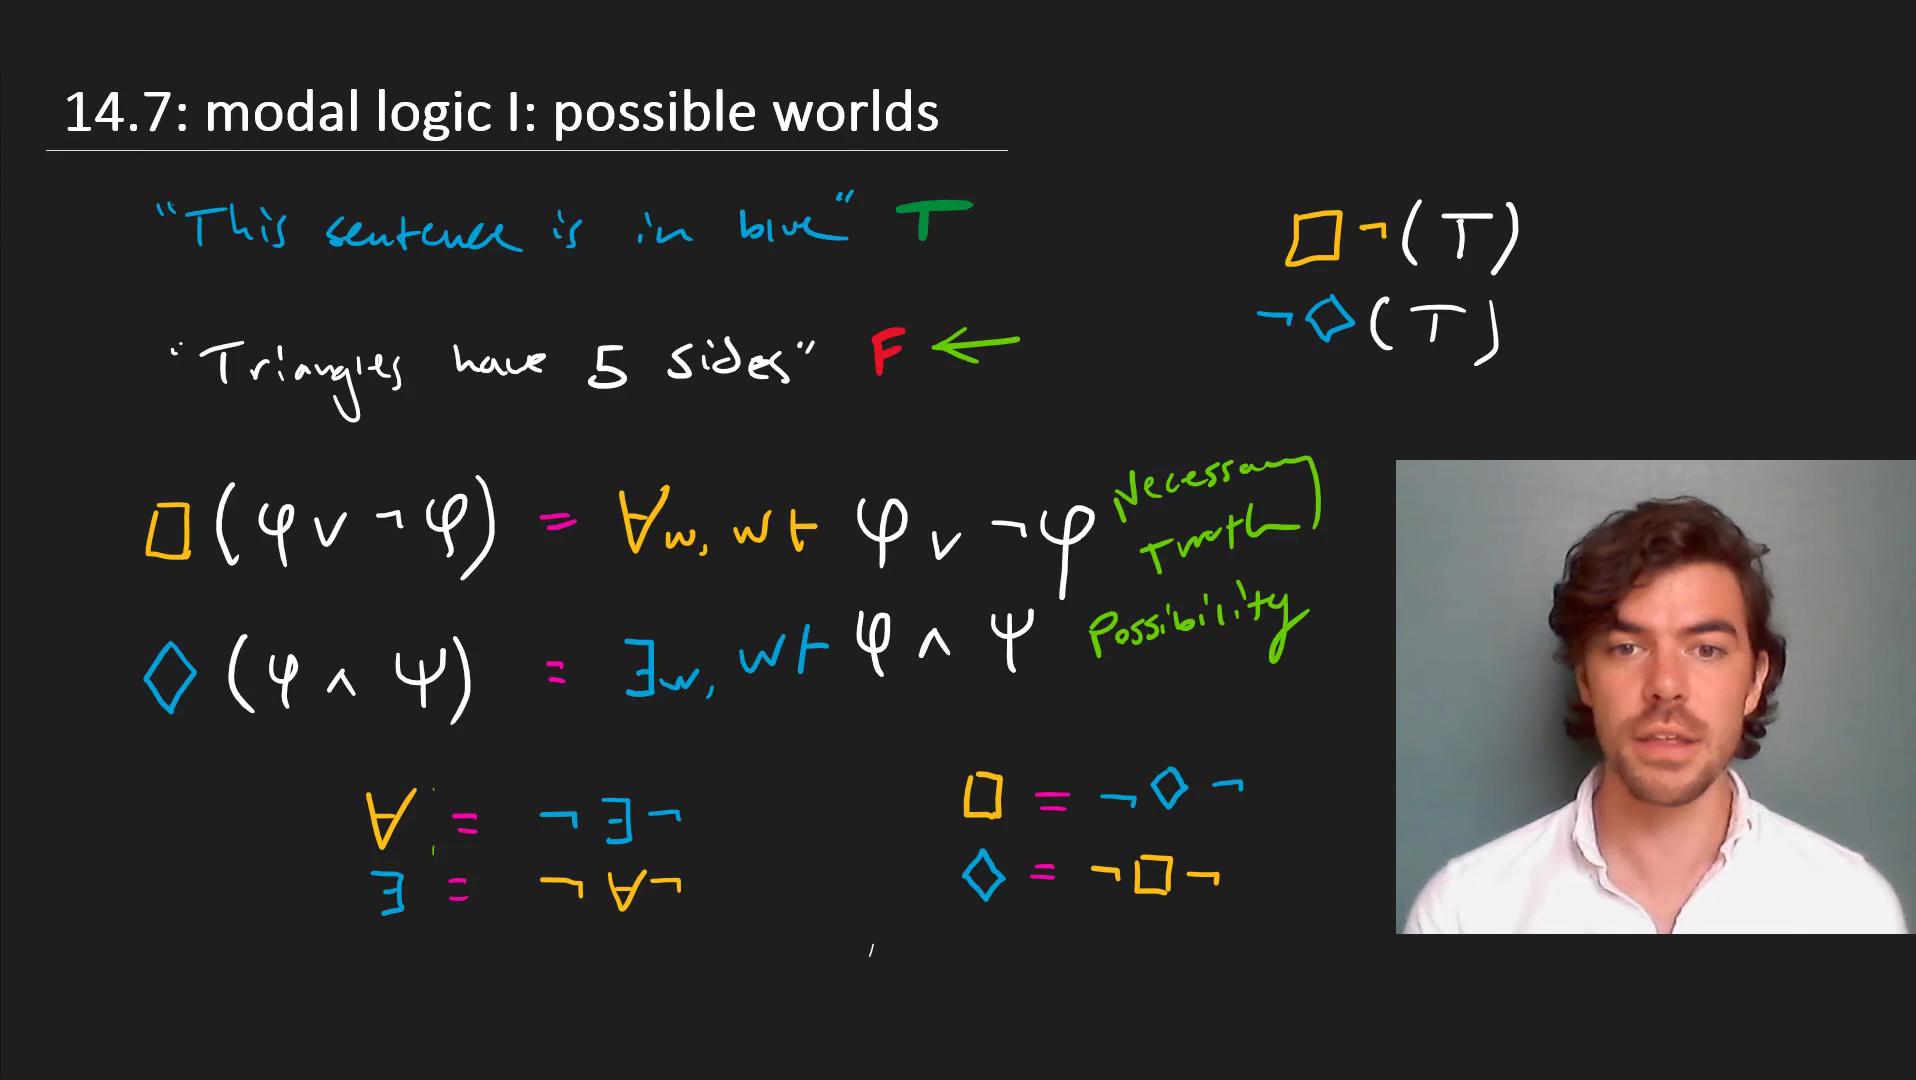 14.7: modal logic I: possible worlds
"This sentence is in blue" T
□¬(T)
¬◇(T)
"Triangles have 5 sides" F ←
□(φ∨¬φ) = ∀w, w⊢ φ∨¬φ Necessary Truth
◇(φ∧ψ) = ∃w, w⊢ φ∧ψ Possibility
∀ = ¬∃¬
∃ = ¬∀¬
□ = ¬◇¬
◇ = ¬□¬